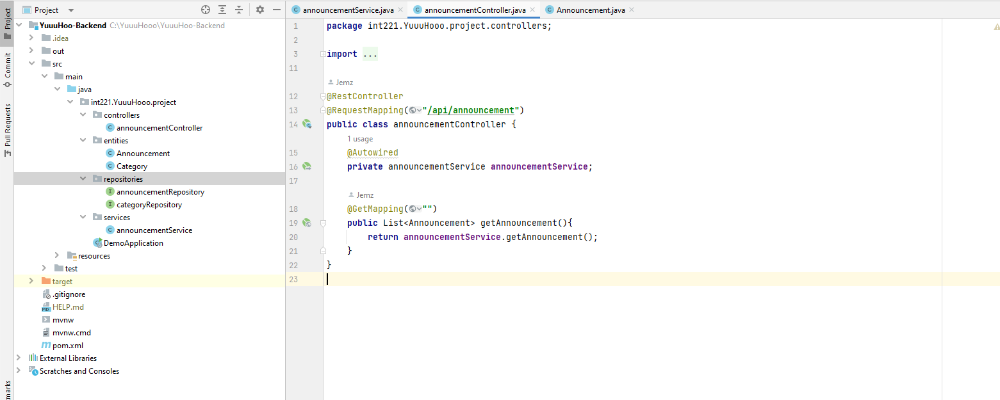 Project
announcementService.java
announcementController.java
Announcement.java
Project
Commit
Pull Requests
YuuuHoo-Backend C:\YuuuHooo\YuuuHoo-Backend
.idea
out
src
main
java
int221.YuuuHooo.project
controllers
announcementController
entities
Announcement
Category
repositories
announcementRepository
categoryRepository
services
announcementService
DemoApplication
resources
test
target
.gitignore
HELP.md
mvnw
mvnw.cmd
pom.xml
External Libraries
Scratches and Consoles
1 package int221.YuuuHooo.project.controllers;
2
3 import ...
11
Jemz
12 @RestController
13 @RequestMapping("/api/announcement")
14 public class announcementController {
1 usage
15 @Autowired
16 private announcementService announcementService;
17
Jemz
18 @GetMapping("")
19 public List<Announcement> getAnnouncement(){
20 return announcementService.getAnnouncement();
21 }
22 }
23